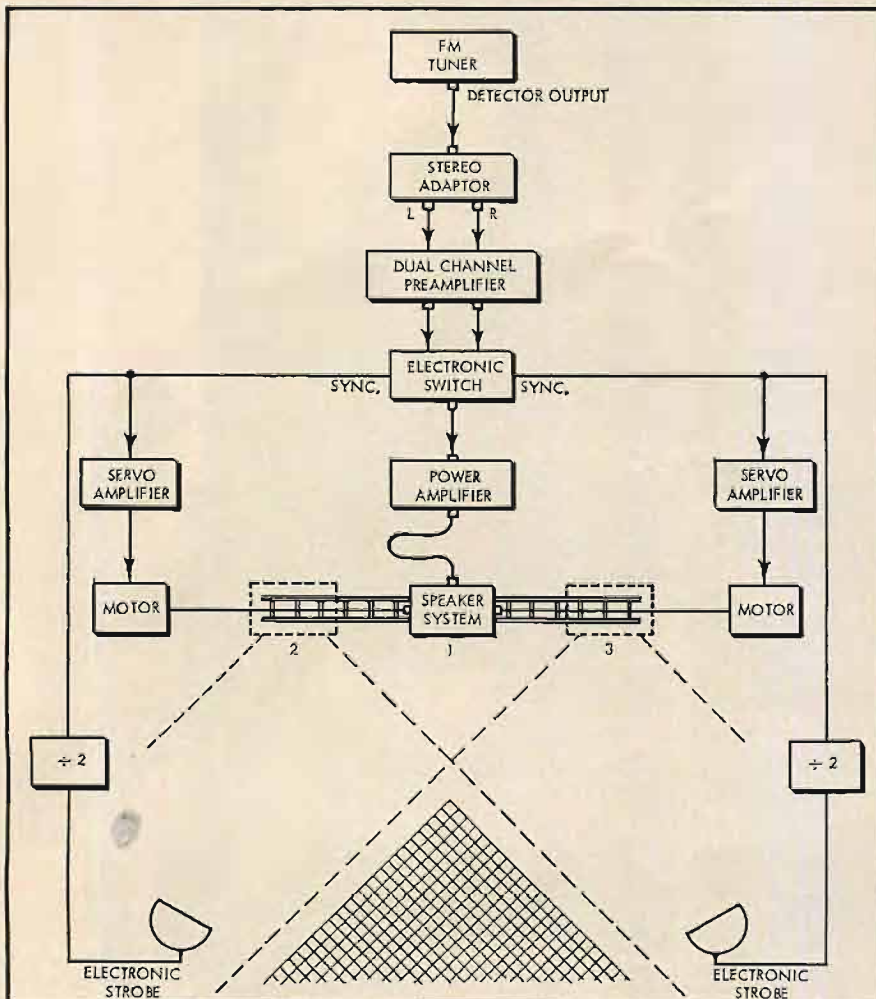 FM
TUNER
DETECTOR OUTPUT
STEREO
ADAPTOR
L R
DUAL CHANNEL
PREAMPLIFIER
ELECTRONIC
SWITCH
SYNC. SYNC.
SERVO
AMPLIFIER
POWER
AMPLIFIER
SERVO
AMPLIFIER
MOTOR
SPEAKER
SYSTEM
MOTOR
2 1 3
÷ 2 ÷ 2
ELECTRONIC
STROBE
ELECTRONIC
STROBE